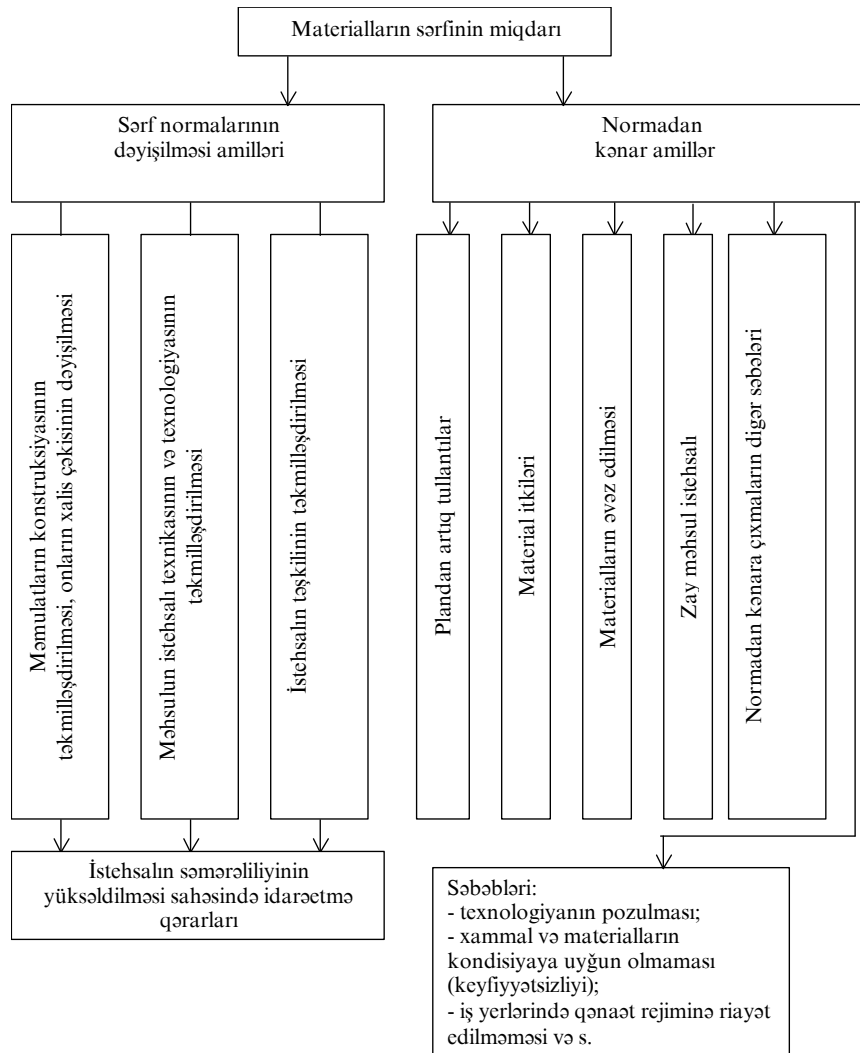 Materialların sərfinin miqdarı
Sərf normalarının
dəyişilməsi amilləri
Normadan
kənar amillər
Məmulatların konstruksiyasının
təkmilləşdirilməsi, onların xalis çəkisinin dəyişilməsi
Məhsulun istehsalı texnikasının və texnologiyasının
təkmilləşdirilməsi
İstehsalın təşkilinin təkmilləşdirilməsi
Plandan artıq tullantılar
Material itkiləri
Materialların əvəz edilməsi
Zay məhsul istehsalı
Normadan kənara çıxmaların digər səbələri
İstehsalın səmərəliliyinin
yüksəldilməsi sahəsində idarəetmə
qərarları
Səbəbləri:
- texnologiyanın pozulması;
- xammal və materialların
kondisiyaya uyğun olmaması
(keyfiyyətsizliyi);
- iş yerlərində qənaət rejiminə riayət
edilməməsi və s.